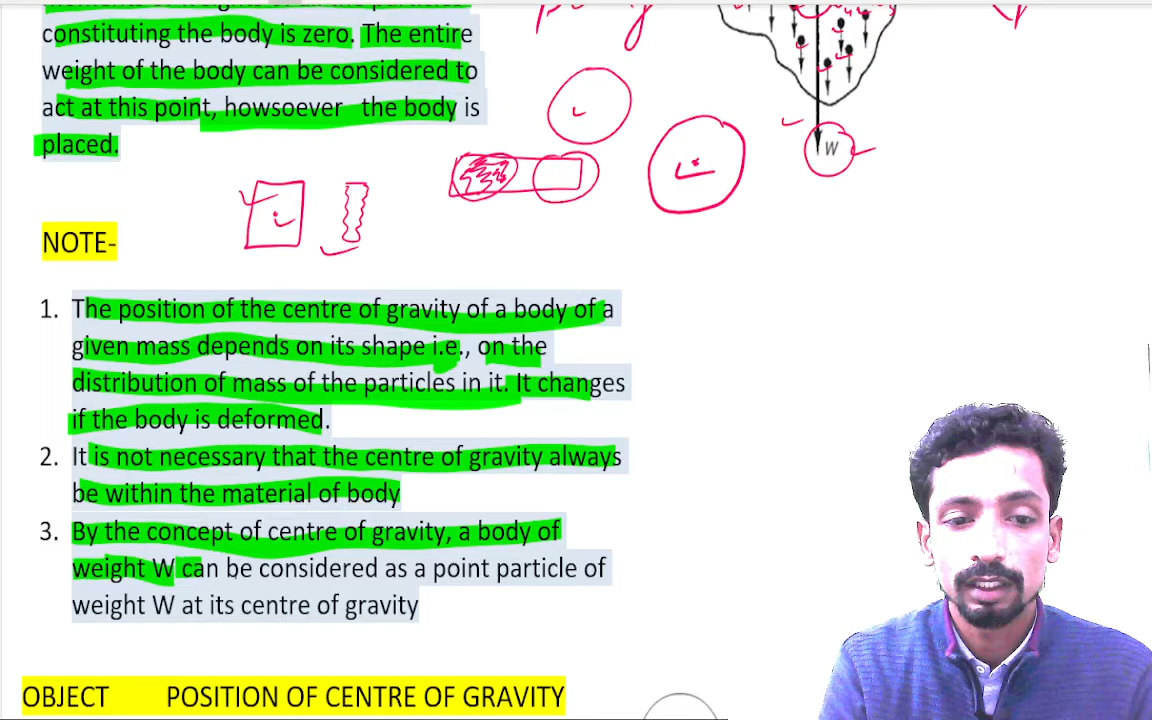 constituting the body is zero. The entire
weight of the body can be considered to
act at this point, howsoever the body is
placed.
W
NOTE-
1. The position of the centre of gravity of a body of a
given mass depends on its shape i.e., on the
distribution of mass of the particles in it. It changes
if the body is deformed.
2. It is not necessary that the centre of gravity always
be within the material of body
3. By the concept of centre of gravity, a body of
weight W can be considered as a point particle of
weight W at its centre of gravity
OBJECT POSITION OF CENTRE OF GRAVITY